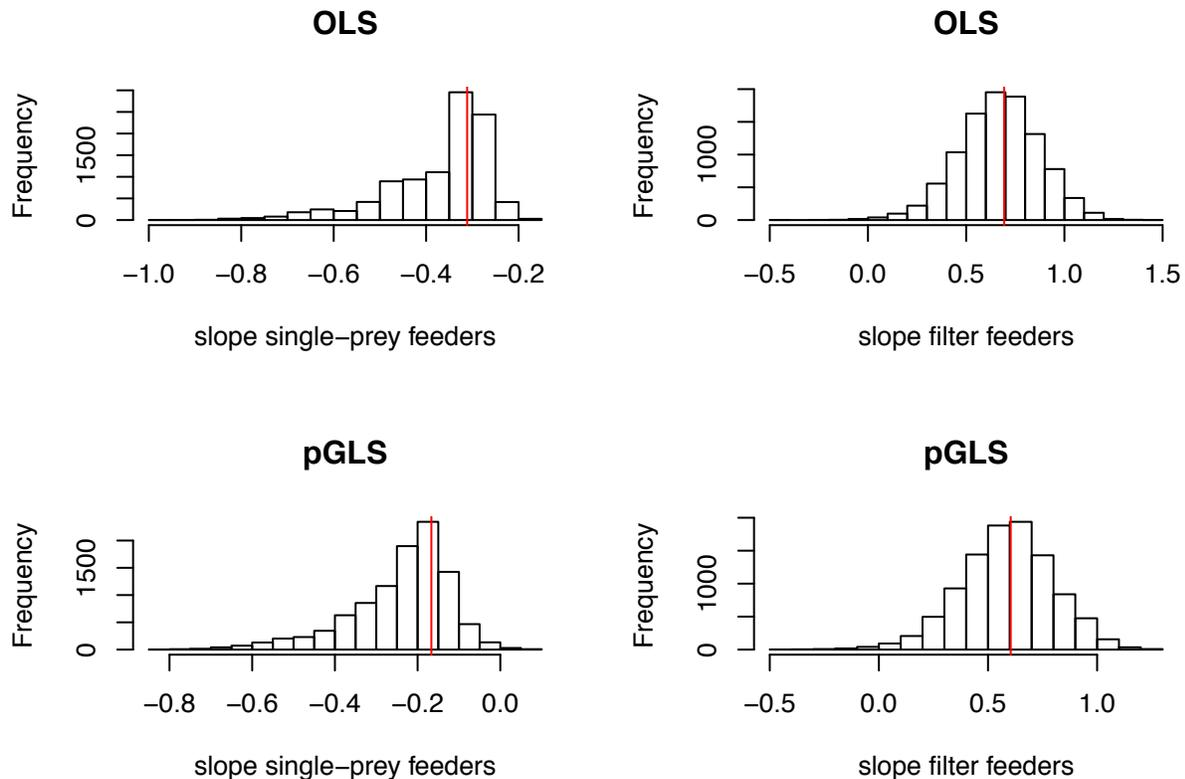 OLS
Frequency
0
1500
−1.0 −0.8 −0.6 −0.4 −0.2
slope single−prey feeders
OLS
Frequency
0
1000
−0.5 0.0 0.5 1.0 1.5
slope filter feeders
pGLS
Frequency
0
1500
−0.8 −0.6 −0.4 −0.2 0.0
slope single−prey feeders
pGLS
Frequency
0
1000
−0.5 0.0 0.5 1.0
slope filter feeders